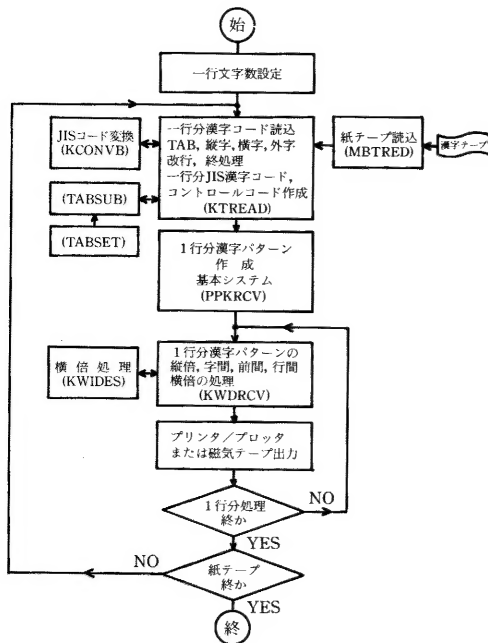 始
一行文字数設定
一行分漢字コード読込
TAB, 縦字, 横字, 外字
改行, 終処理
一行分JIS漢字コード,
コントロールコード作成
(KTREAD)
JISコード変換
(KCONVB)
紙テープ読込
(MBTRED)
漢字テープ
(TABSUB)
(TABSET)
1行分漢字パターン
作 成
基本システム
(PPKRCV)
1行分漢字パターンの
縦倍, 字間, 前間, 行間
横倍の処理
(KWDRCV)
横 倍 処 理
(KWIDES)
プリンタ/プロッタ
または磁気テープ出力
1行分処理
終か
NO
YES
紙テープ
終か
NO
YES
終